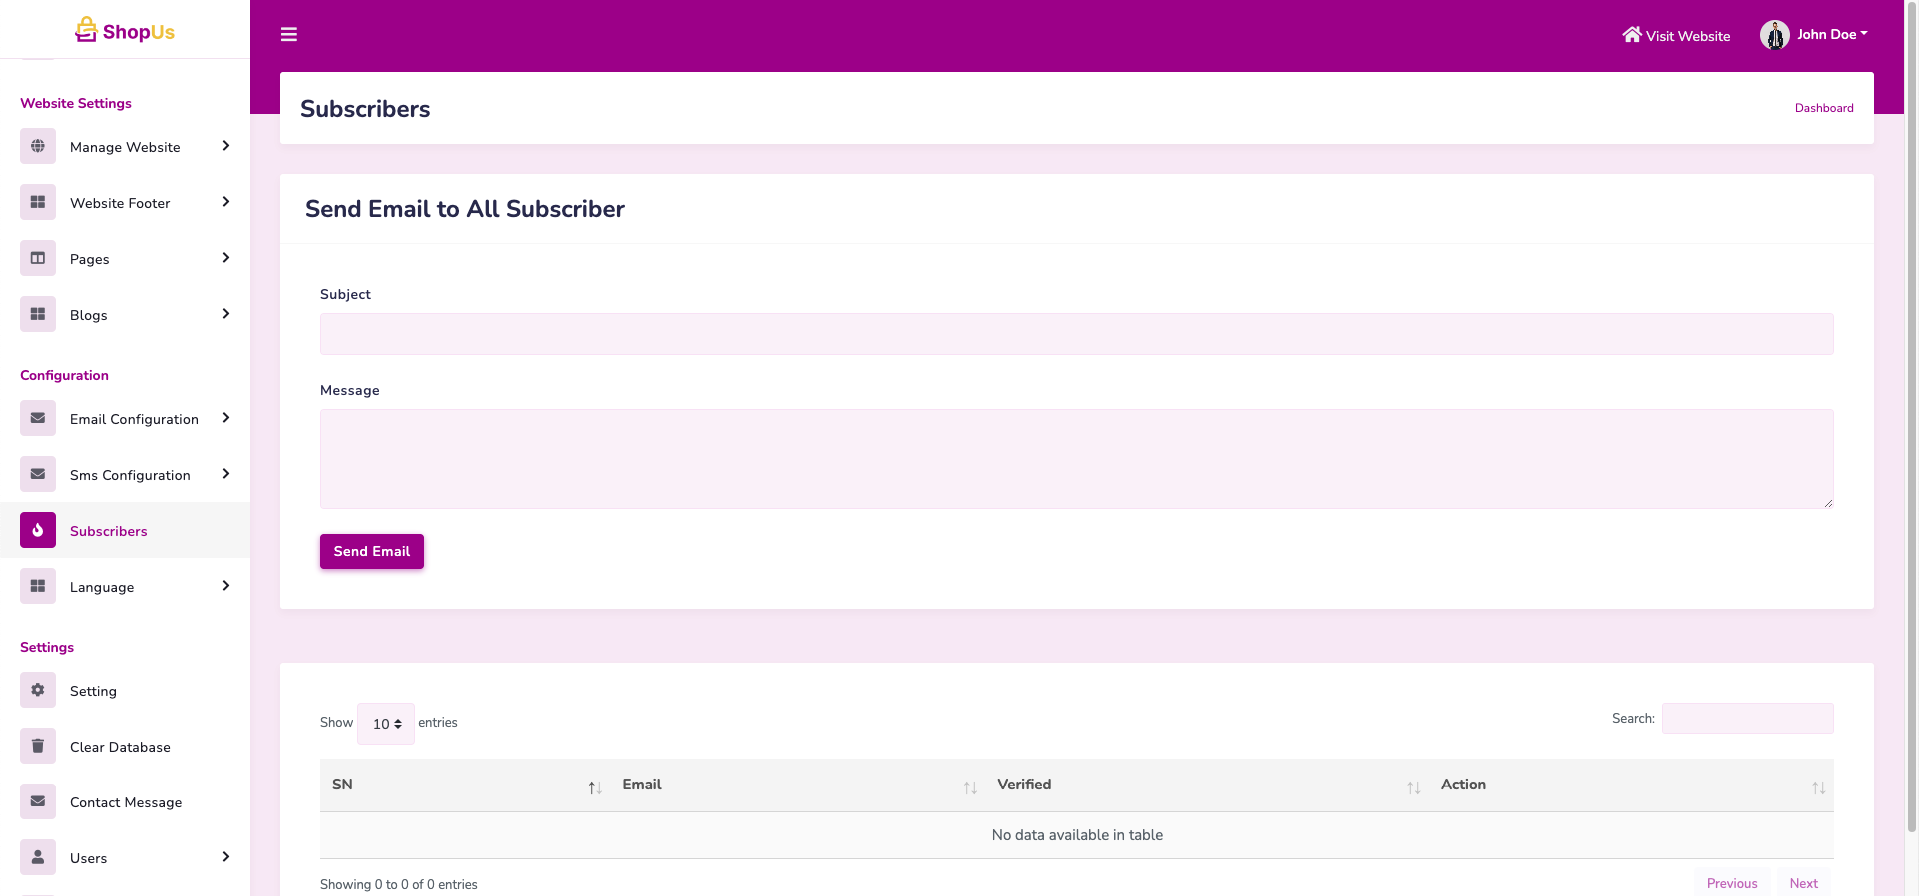 ShopUs
Visit Website
John Doe
Website Settings
Manage Website
Website Footer
Pages
Blogs
Configuration
Email Configuration
Sms Configuration
Subscribers
Language
Settings
Setting
Clear Database
Contact Message
Users
Subscribers
Dashboard
Send Email to All Subscriber
Subject
Message
Send Email
Show 10 entries
Search:
SN Email Verified Action
No data available in table
Showing 0 to 0 of 0 entries
Previous Next